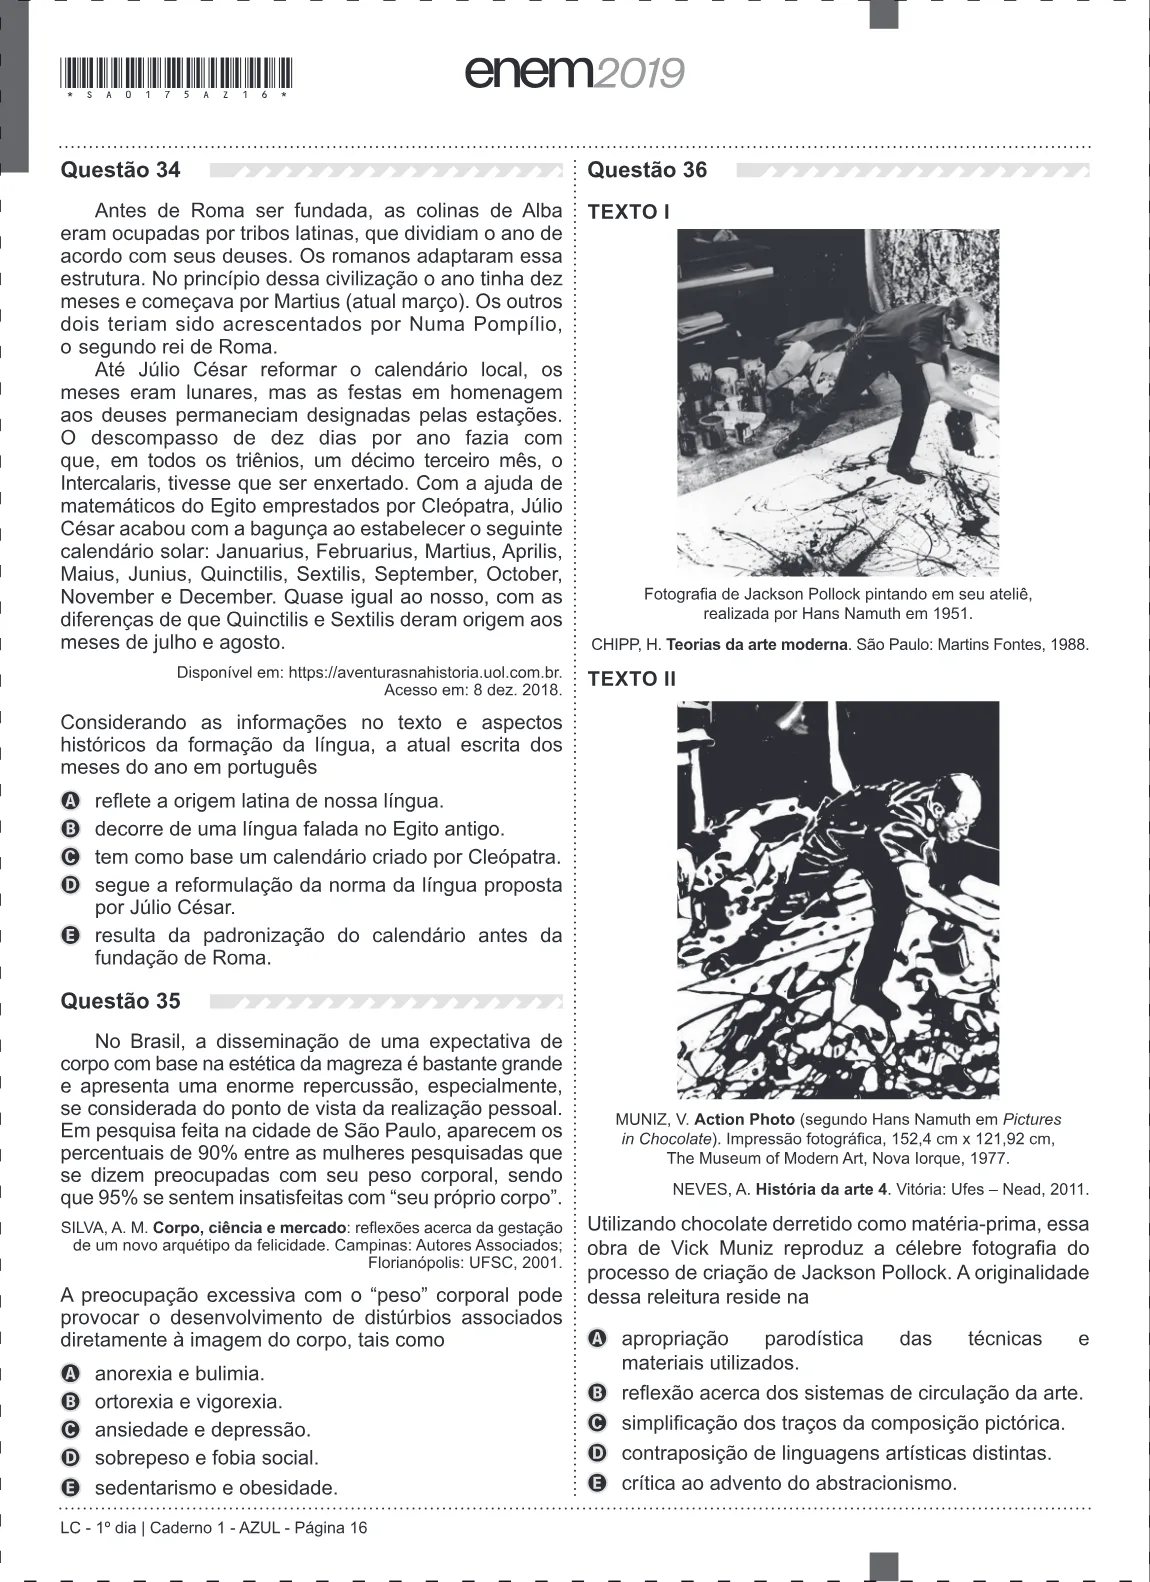 *SA0175AZ16*
enem2019
Questão 34
Antes de Roma ser fundada, as colinas de Alba
eram ocupadas por tribos latinas, que dividiam o ano de
acordo com seus deuses. Os romanos adaptaram essa
estrutura. No princípio dessa civilização o ano tinha dez
meses e começava por Martius (atual março). Os outros
dois teriam sido acrescentados por Numa Pompílio,
o segundo rei de Roma.
Até Júlio César reformar o calendário local, os
meses eram lunares, mas as festas em homenagem
aos deuses permaneciam designadas pelas estações.
O descompasso de dez dias por ano fazia com
que, em todos os triênios, um décimo terceiro mês, o
Intercalaris, tivesse que ser enxertado. Com a ajuda de
matemáticos do Egito emprestados por Cleópatra, Júlio
César acabou com a bagunça ao estabelecer o seguinte
calendário solar: Januarius, Februarius, Martius, Aprilis,
Maius, Junius, Quinctilis, Sextilis, September, October,
November e December. Quase igual ao nosso, com as
diferenças de que Quinctilis e Sextilis deram origem aos
meses de julho e agosto.
Disponível em: https://aventurasnahistoria.uol.com.br.
Acesso em: 8 dez. 2018.
Considerando as informações no texto e aspectos
históricos da formação da língua, a atual escrita dos
meses do ano em português
A reflete a origem latina de nossa língua.
B decorre de uma língua falada no Egito antigo.
C tem como base um calendário criado por Cleópatra.
D segue a reformulação da norma da língua proposta
por Júlio César.
E resulta da padronização do calendário antes da
fundação de Roma.
Questão 35
No Brasil, a disseminação de uma expectativa de
corpo com base na estética da magreza é bastante grande
e apresenta uma enorme repercussão, especialmente,
se considerada do ponto de vista da realização pessoal.
Em pesquisa feita na cidade de São Paulo, aparecem os
percentuais de 90% entre as mulheres pesquisadas que
se dizem preocupadas com seu peso corporal, sendo
que 95% se sentem insatisfeitas com “seu próprio corpo”.
SILVA, A. M. Corpo, ciência e mercado: reflexões acerca da gestação
de um novo arquétipo da felicidade. Campinas: Autores Associados;
Florianópolis: UFSC, 2001.
A preocupação excessiva com o “peso” corporal pode
provocar o desenvolvimento de distúrbios associados
diretamente à imagem do corpo, tais como
A anorexia e bulimia.
B ortorexia e vigorexia.
C ansiedade e depressão.
D sobrepeso e fobia social.
E sedentarismo e obesidade.
Questão 36
TEXTO I
Fotografia de Jackson Pollock pintando em seu ateliê,
realizada por Hans Namuth em 1951.
CHIPP, H. Teorias da arte moderna. São Paulo: Martins Fontes, 1988.
TEXTO II
MUNIZ, V. Action Photo (segundo Hans Namuth em Pictures
in Chocolate). Impressão fotográfica, 152,4 cm x 121,92 cm,
The Museum of Modern Art, Nova Iorque, 1977.
NEVES, A. História da arte 4. Vitória: Ufes – Nead, 2011.
Utilizando chocolate derretido como matéria-prima, essa
obra de Vick Muniz reproduz a célebre fotografia do
processo de criação de Jackson Pollock. A originalidade
dessa releitura reside na
A apropriação parodística das técnicas e
materiais utilizados.
B reflexão acerca dos sistemas de circulação da arte.
C simplificação dos traços da composição pictórica.
D contraposição de linguagens artísticas distintas.
E crítica ao advento do abstracionismo.
LC - 1º dia | Caderno 1 - AZUL - Página 16